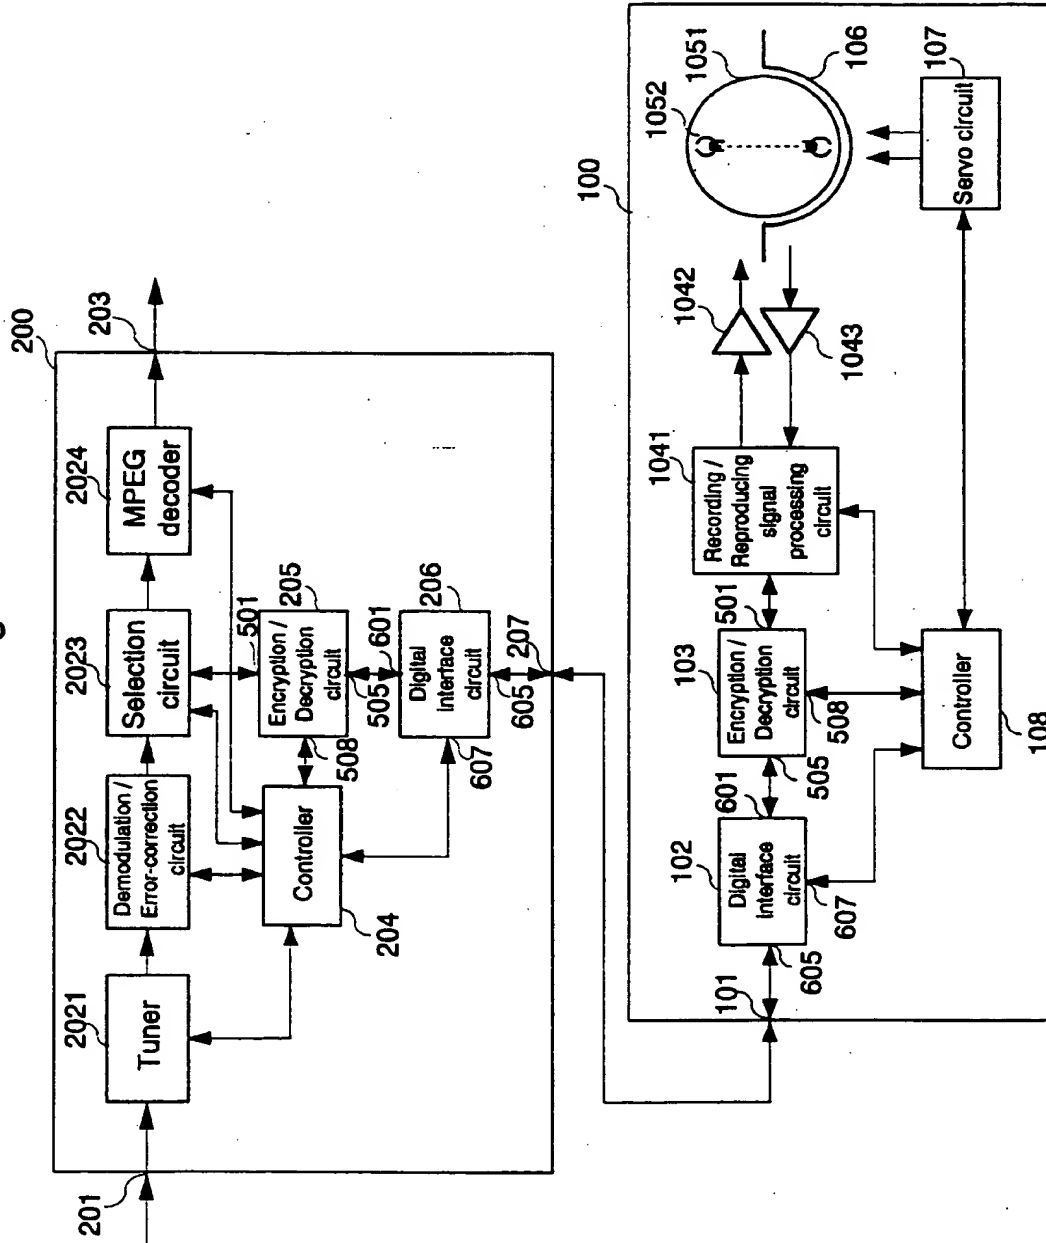 200
201
203
2021
Tuner
2022
Demodulation /
Error-correction
circuit
2023
Selection
circuit
2024
MPEG
decoder
204
Controller
501
205
Encryption /
Decryption
circuit
508
505
601
206
Digital
interface
circuit
607
605
207
100
101
102
Digital
interface
circuit
605
607
601
103
Encryption /
Decryption
circuit
505
508
501
1041
Recording /
Reproducing
signal
processing
circuit
1042
1043
1052
1051
106
107
Servo circuit
Controller
108